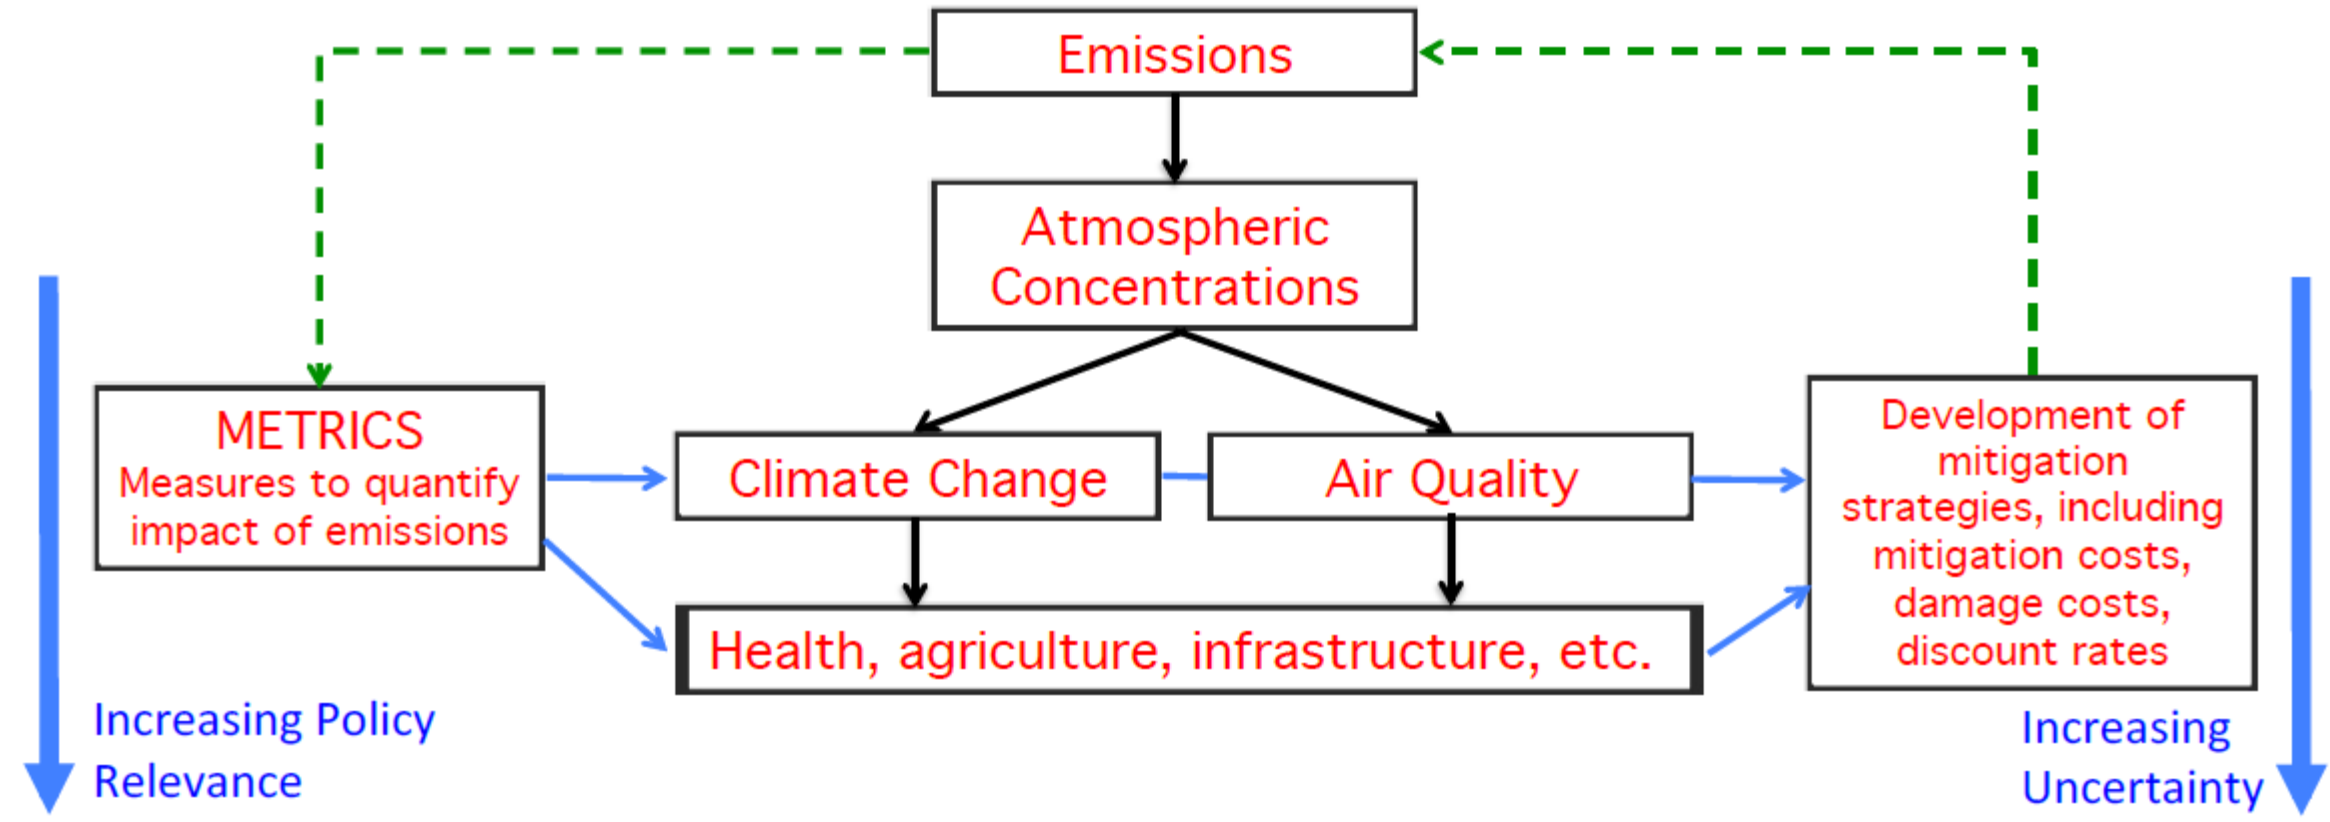 Emissions
Atmospheric
Concentrations
METRICS
Measures to quantify
impact of emissions
Climate Change
Air Quality
Development of
mitigation
strategies, including
mitigation costs,
damage costs,
discount rates
Health, agriculture, infrastructure, etc.
Increasing Policy
Relevance
Increasing
Uncertainty